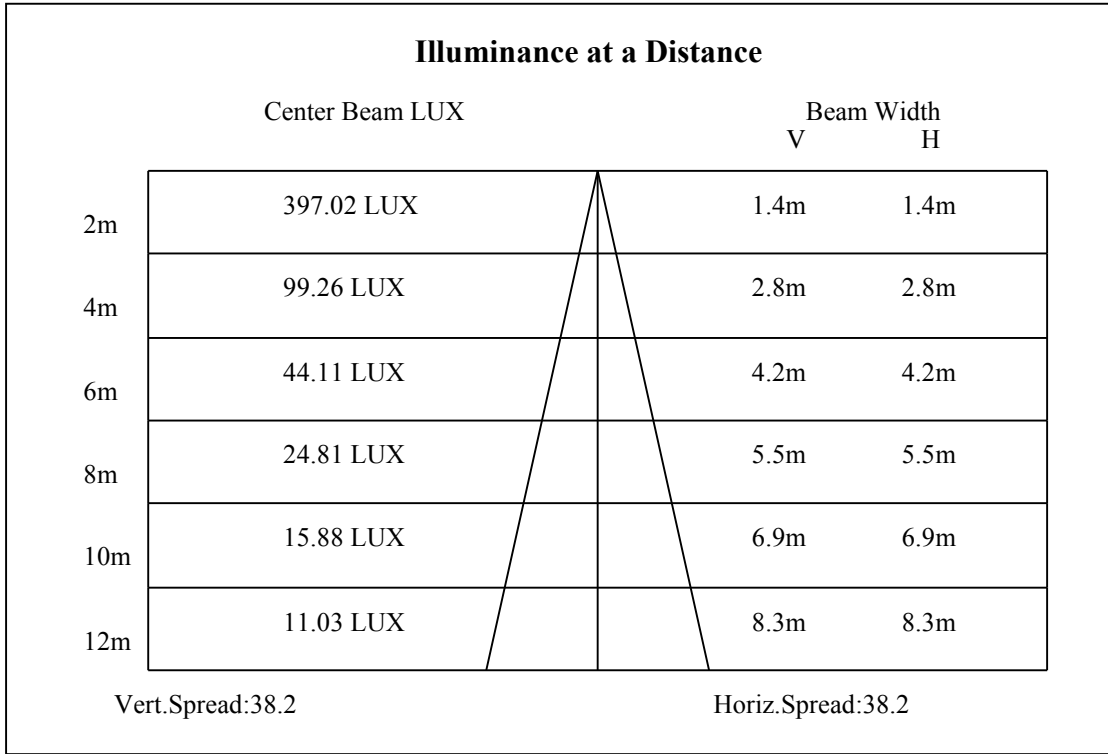 Illuminance at a Distance
Center Beam LUX Beam Width
V H
2m 397.02 LUX 1.4m 1.4m
4m 99.26 LUX 2.8m 2.8m
6m 44.11 LUX 4.2m 4.2m
8m 24.81 LUX 5.5m 5.5m
10m 15.88 LUX 6.9m 6.9m
12m 11.03 LUX 8.3m 8.3m
Vert.Spread:38.2 Horiz.Spread:38.2